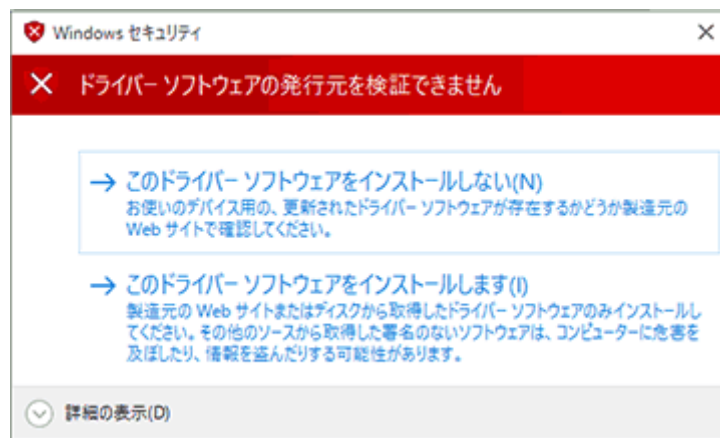 Windows セキュリティ
ドライバー ソフトウェアの発行元を検証できません
このドライバー ソフトウェアをインストールしない(N)
お使いのデバイス用の、更新されたドライバー ソフトウェアが存在するかどうか製造元の
Web サイトで確認してください。
このドライバー ソフトウェアをインストールします(I)
製造元の Web サイトまたはディスクから取得したドライバー ソフトウェアのみインストールし
てください。その他のソースから取得した署名のないソフトウェアは、コンピューターに危害を
及ぼしたり、情報を盗んだりする可能性があります。
詳細の表示(D)